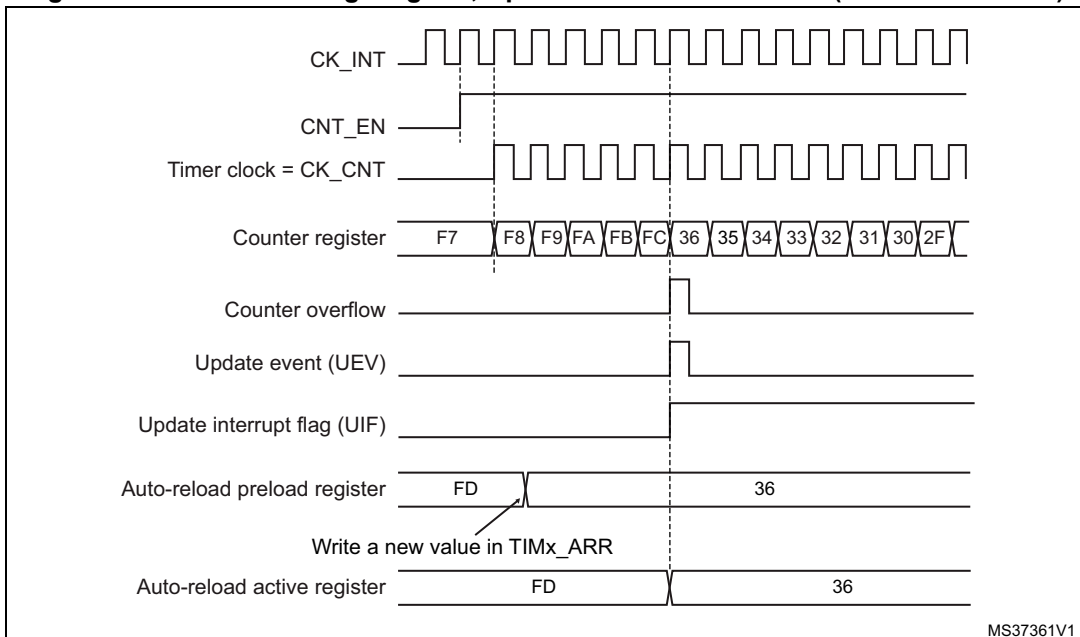 CK_INT
CNT_EN
Timer clock = CK_CNT
Counter register F7 F8 F9 FA FB FC 36 35 34 33 32 31 30 2F
Counter overflow
Update event (UEV)
Update interrupt flag (UIF)
Auto-reload preload register FD 36
Write a new value in TIMx_ARR
Auto-reload active register FD 36
MS37361V1